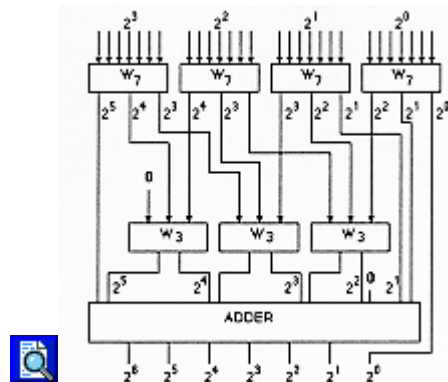 2³ 2² 2¹ 2⁰
W₇ W₇ W₇ W₇
2⁵ 2⁴ 2³ 2⁴ 2³ 2³ 2² 2¹ 2² 2¹ 2⁰
0
W₃ W₃ W₃
2⁵ 2⁴ 2³ 2² 0 2¹
ADDER
2⁶ 2⁵ 2⁴ 2³ 2² 2¹ 2⁰